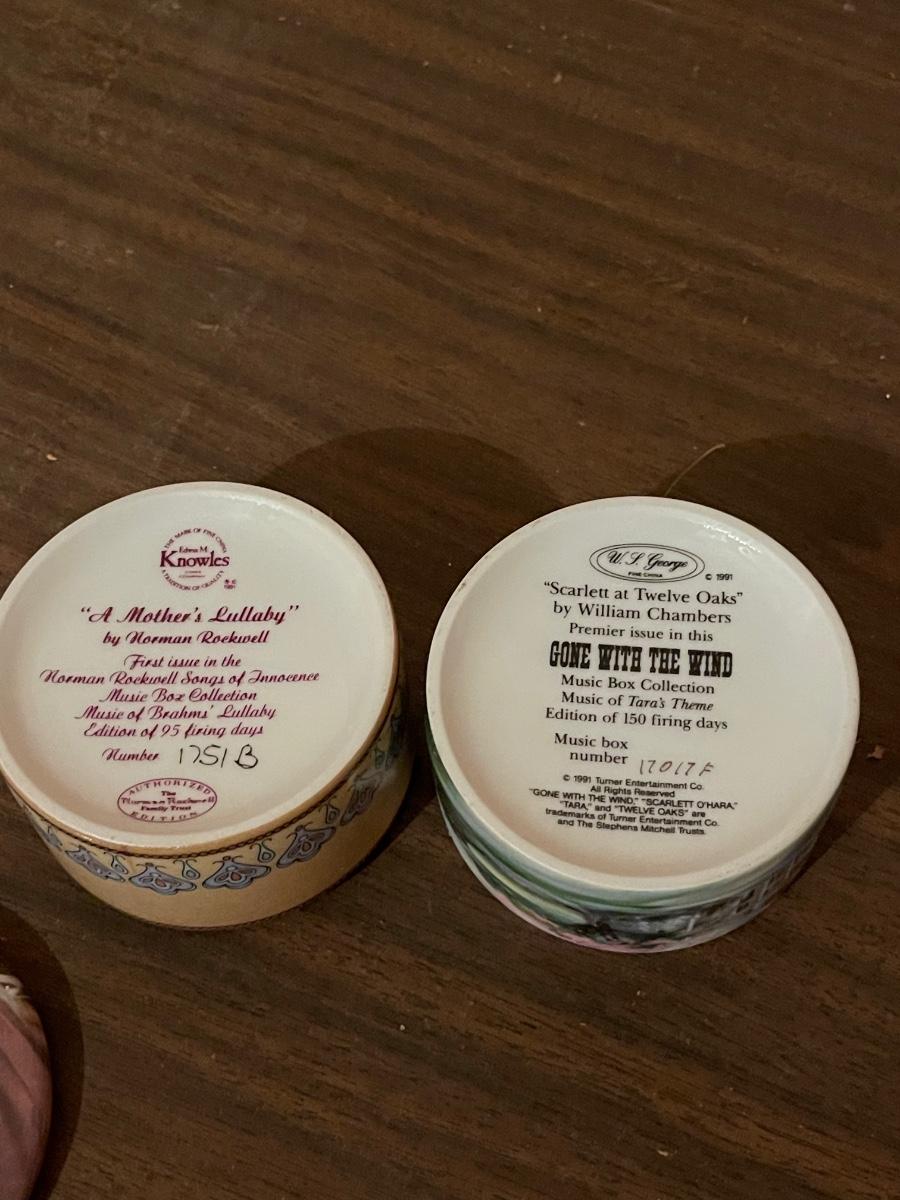 THE MARK OF FINE CHINA
Edwin M.
Knowles
A TRADITION OF QUALITY
1991
“A Mother's Lullaby”
by Norman Rockwell
First issue in the
Norman Rockwell Songs of Innocence
Music Box Collection
Music of Brahms' Lullaby
Edition of 95 firing days
Number 1751B
AUTHORIZED
The
Norman Rockwell
Family Trust
EDITION
W. S. George
FINE CHINA
© 1991
“Scarlett at Twelve Oaks”
by William Chambers
Premier issue in this
GONE WITH THE WIND
Music Box Collection
Music of Tara's Theme
Edition of 150 firing days
Music box
number 17017F
© 1991 Turner Entertainment Co.
All Rights Reserved
“GONE WITH THE WIND,” “SCARLETT O'HARA,”
“TARA,” and “TWELVE OAKS” are
trademarks of Turner Entertainment Co.
and The Stephens Mitchell Trusts.